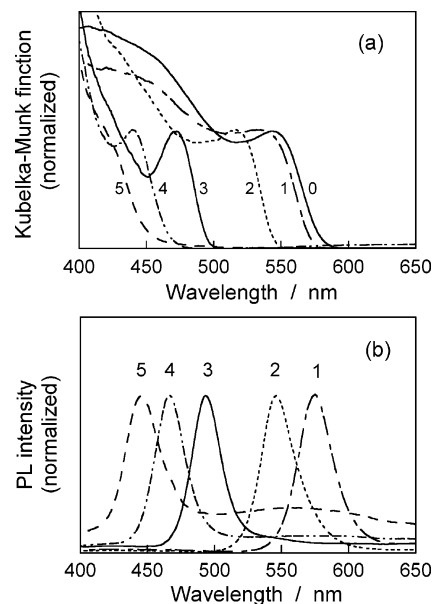 (a)
Kubelka-Munk finction
(normalized)
5 4 3 2 1 0
400 450 500 550 600 650
Wavelength / nm
(b)
5 4 3 2 1
PL intensity
(normalized)
400 450 500 550 600 650
Wavelength / nm